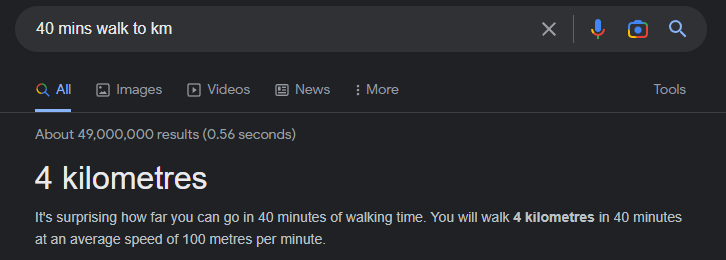 40 mins walk to km
All Images Videos News More Tools
About 49,000,000 results (0.56 seconds)
4 kilometres
It's surprising how far you can go in 40 minutes of walking time. You will walk 4 kilometres in 40 minutes
at an average speed of 100 metres per minute.